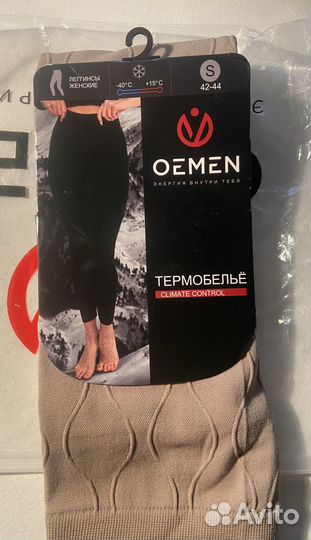 ЛЕГГИНСЫ
ЖЕНСКИЕ
-40°C
+15°C
S
42-44
OEMEN
ЭНЕРГИЯ ВНУТРИ ТЕБЯ
ТЕРМОБЕЛЬЁ
CLIMATE CONTROL
Avito